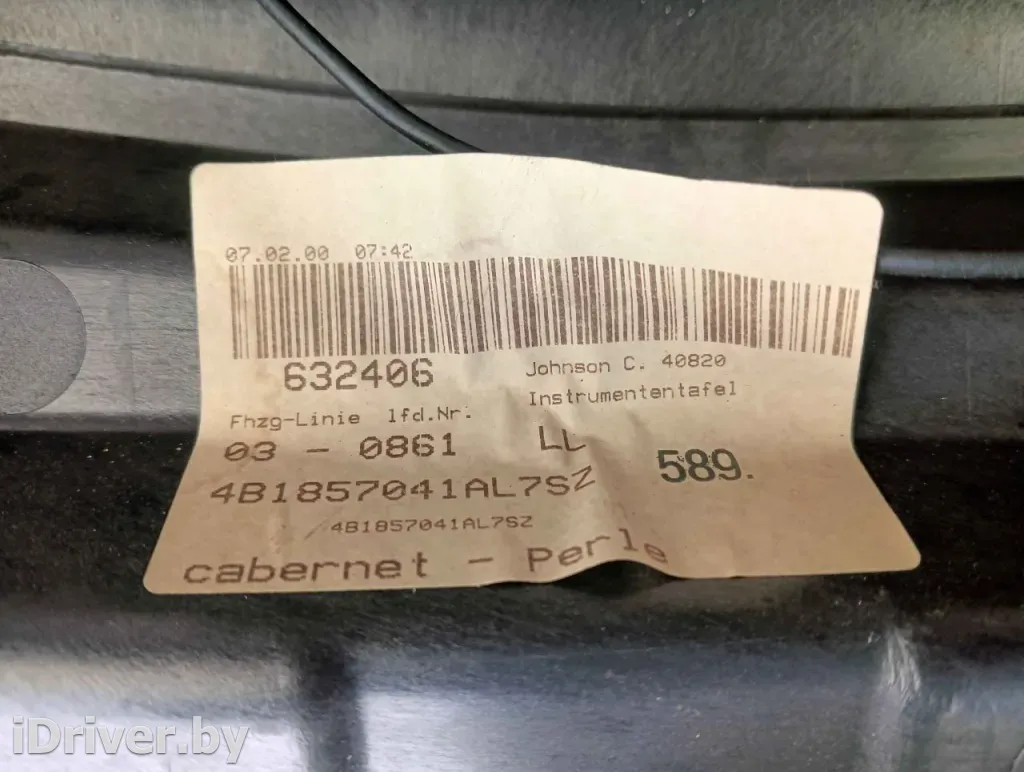 07.02.00 07:42
632406
Johnson C. 40820
Instrumententafel
Fhzg-Linie lfd.Nr.
03 - 0861 LL
589.
4B1857041AL7SZ
4B1857041AL7SZ
cabernet - Perle
iDriver.by